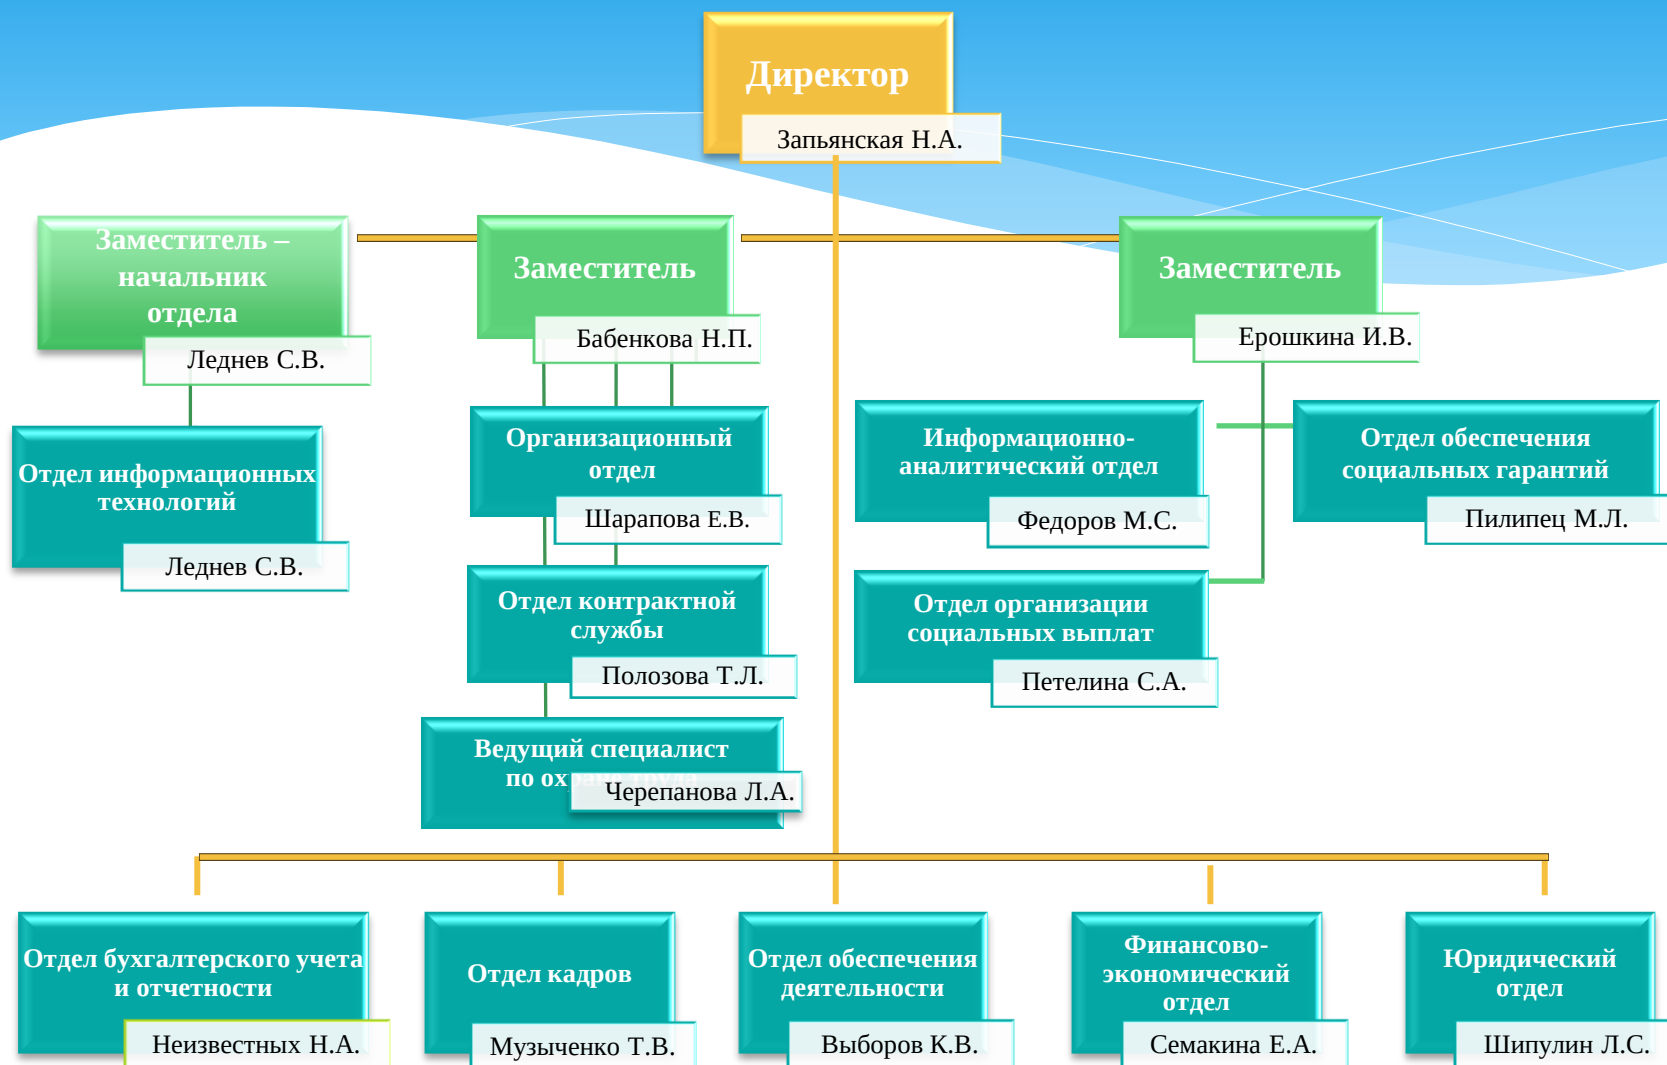 Директор
Запьянская Н.А.
Заместитель –
начальник
отдела
Леднев С.В.
Заместитель
Бабенкова Н.П.
Заместитель
Ерошкина И.В.
Отдел информационных
технологий
Леднев С.В.
Организационный
отдел
Шарапова Е.В.
Информационно-
аналитический отдел
Федоров М.С.
Отдел обеспечения
социальных гарантий
Пилипец М.Л.
Отдел контрактной
службы
Полозова Т.Л.
Отдел организации
социальных выплат
Петелина С.А.
Ведущий специалист
по охране труда
Черепанова Л.А.
Отдел бухгалтерского учета
и отчетности
Неизвестных Н.А.
Отдел кадров
Музыченко Т.В.
Отдел обеспечения
деятельности
Выборов К.В.
Финансово-
экономический
отдел
Семакина Е.А.
Юридический
отдел
Шипулин Л.С.